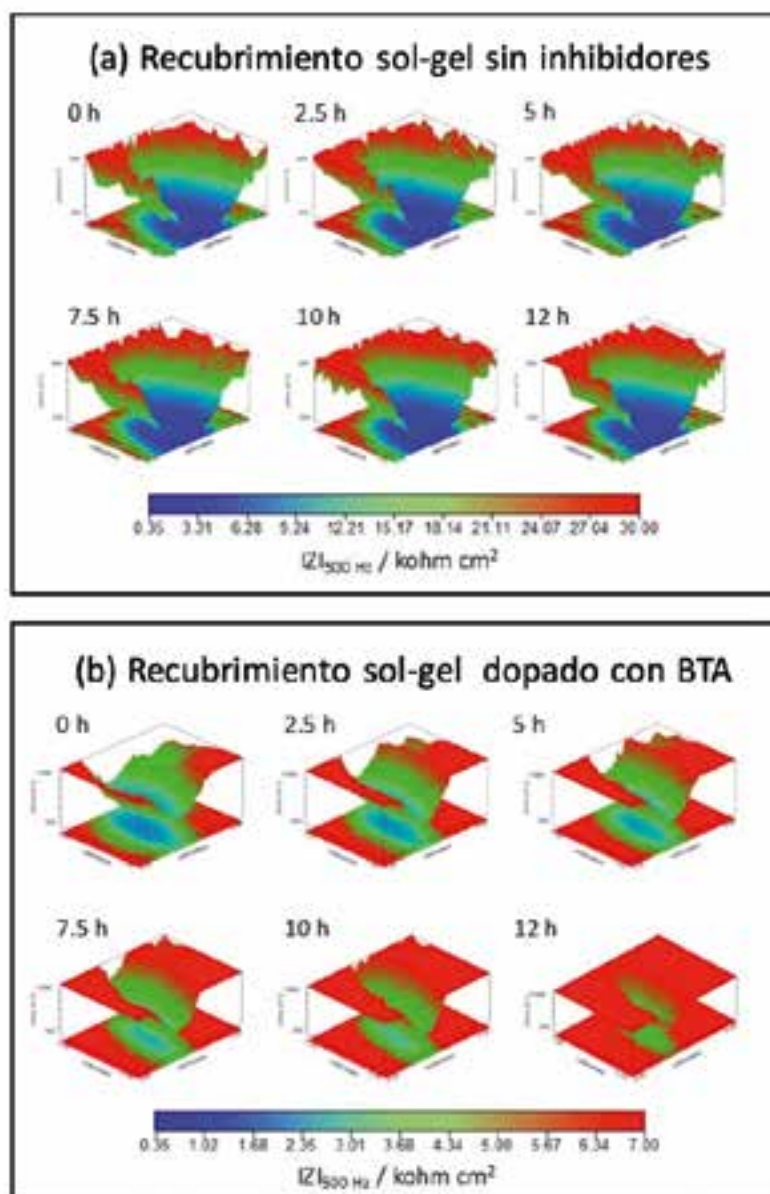 (a) Recubrimiento sol-gel sin inhibidores
0 h
2.5 h
5 h
7.5 h
10 h
12 h
0.35 3.31 6.28 9.24 12.21 15.17 18.14 21.11 24.07 27.04 30.00
|Z|500 Hz / kohm cm²
(b) Recubrimiento sol-gel dopado con BTA
0 h
2.5 h
5 h
7.5 h
10 h
12 h
0.35 1.02 1.68 2.35 3.01 3.68 4.34 5.00 5.67 6.34 7.00
|Z|500 Hz / kohm cm²